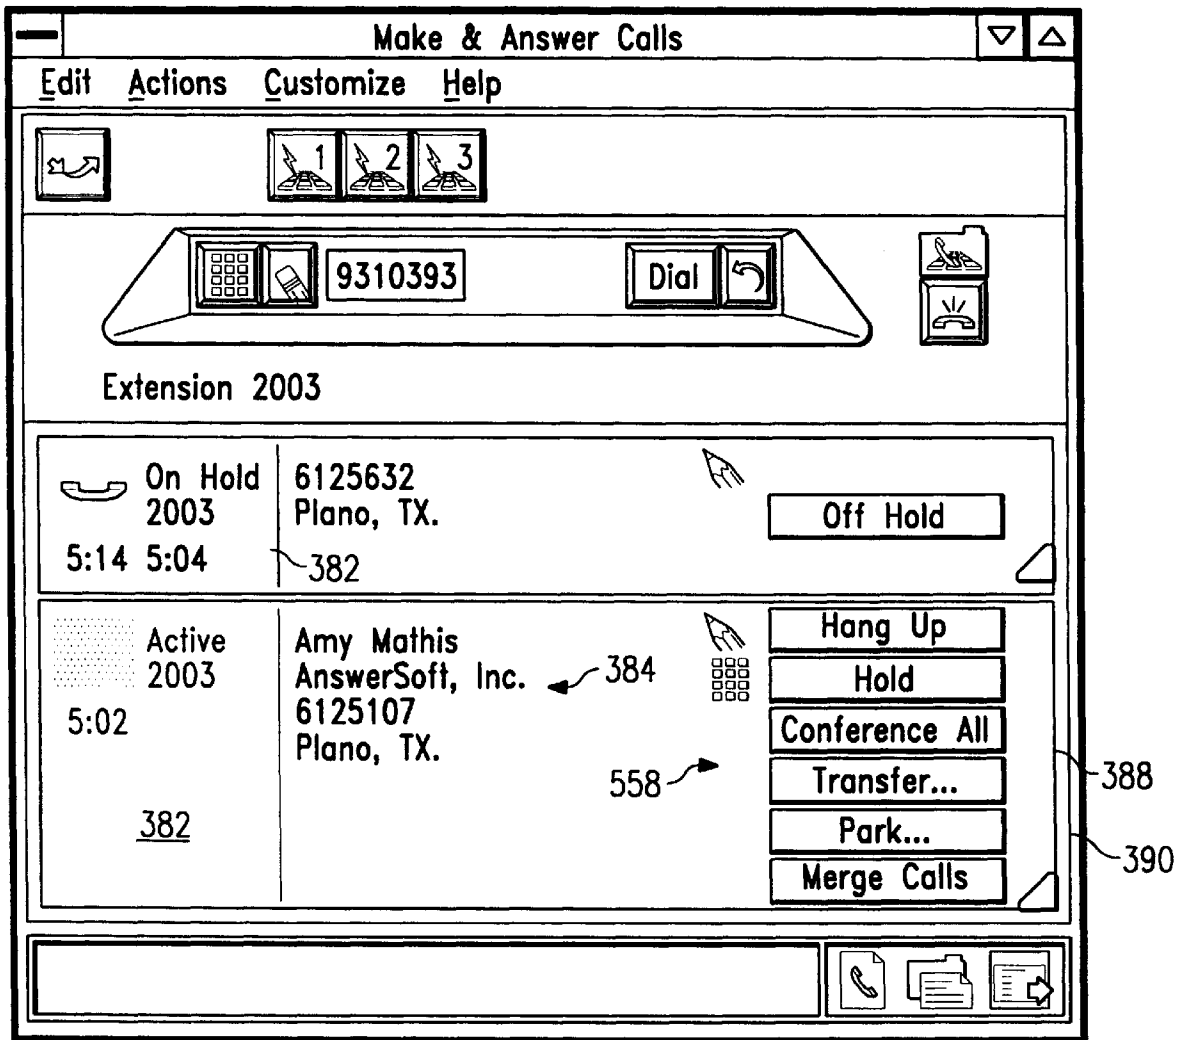 Make & Answer Calls
Edit Actions Customize Help
1 2 3
9310393
Dial
Extension 2003
On Hold
2003
5:14 5:04
6125632
Plano, TX.
382
Off Hold
Active
2003
5:02
382
Amy Mathis
AnswerSoft, Inc.
6125107
Plano, TX.
384
558
Hang Up
Hold
Conference All
Transfer...
Park...
Merge Calls
388
390